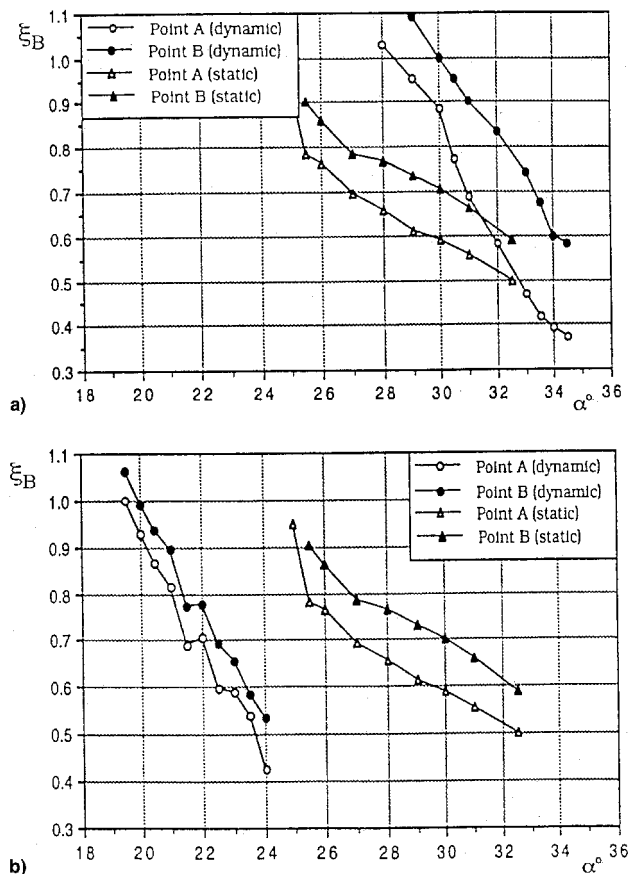 1.1
ξB
1.0
0.9
0.8
0.7
0.6
0.5
0.4
0.3
Point A (dynamic)
Point B (dynamic)
Point A (static)
Point B (static)
18 20 22 24 26 28 30 32 34 36
α°
a)
1.1
ξB
1.0
0.9
0.8
0.7
0.6
0.5
0.4
0.3
Point A (dynamic)
Point B (dynamic)
Point A (static)
Point B (static)
18 20 22 24 26 28 30 32 34 36
α°
b)